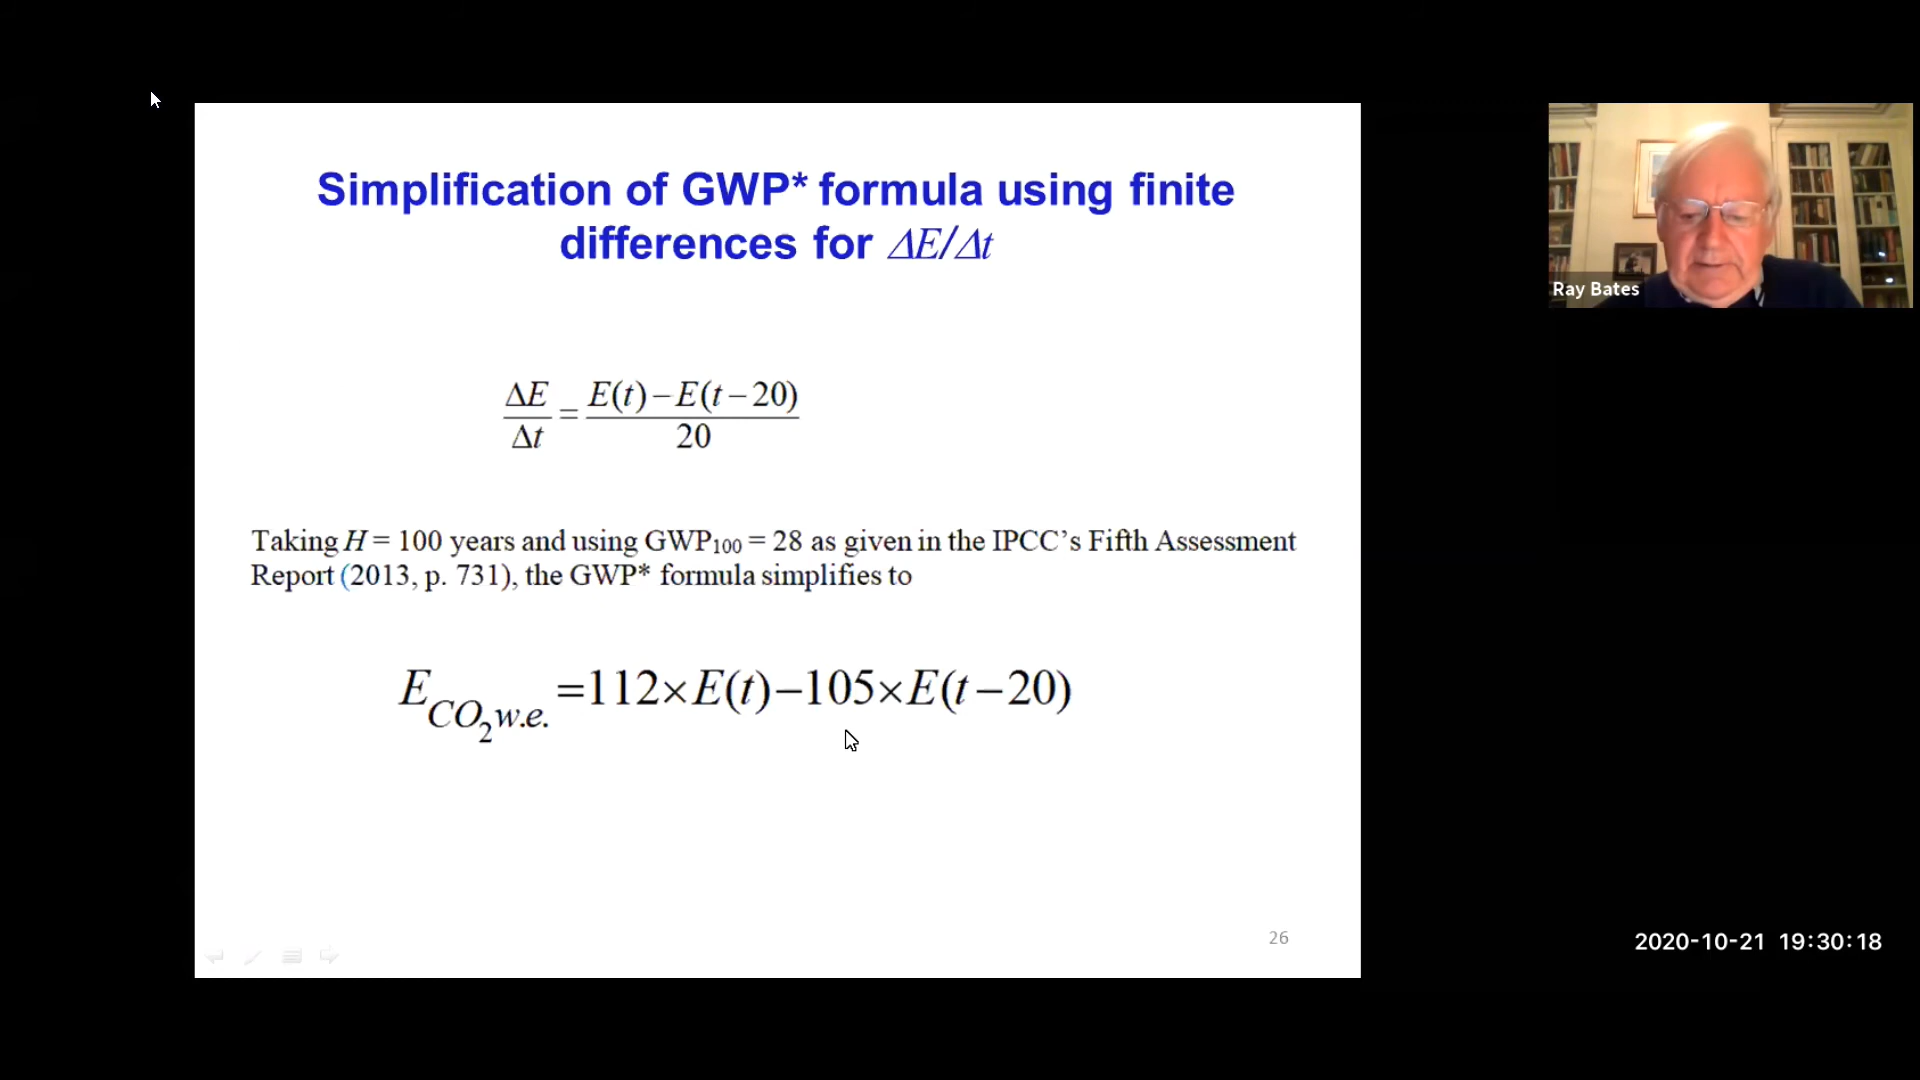 Simplification of GWP* formula using finite
differences for ΔE/Δt
ΔE/Δt = (E(t)−E(t−20))/20
Taking H = 100 years and using GWP₁₀₀ = 28 as given in the IPCC's Fifth Assessment
Report (2013, p. 731), the GWP* formula simplifies to
E_CO₂w.e. =112×E(t)−105×E(t−20)
26
Ray Bates
2020-10-21 19:30:18